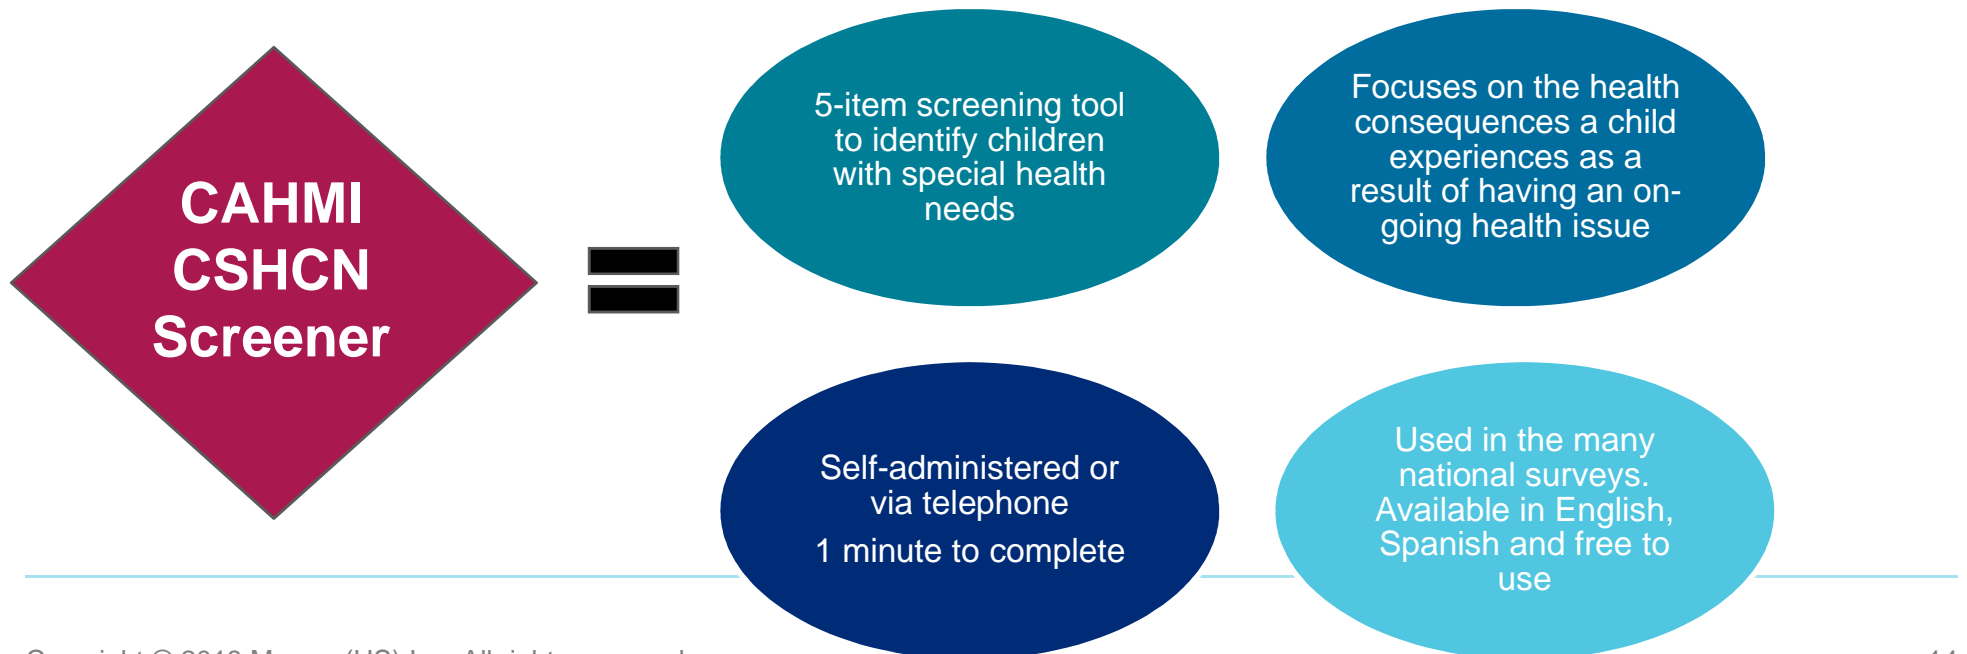 CAHMI
CSHCN
Screener
5-item screening tool
to identify children
with special health
needs
Focuses on the health
consequences a child
experiences as a
result of having an on-
going health issue
Self-administered or
via telephone
1 minute to complete
Used in the many
national surveys.
Available in English,
Spanish and free to
use